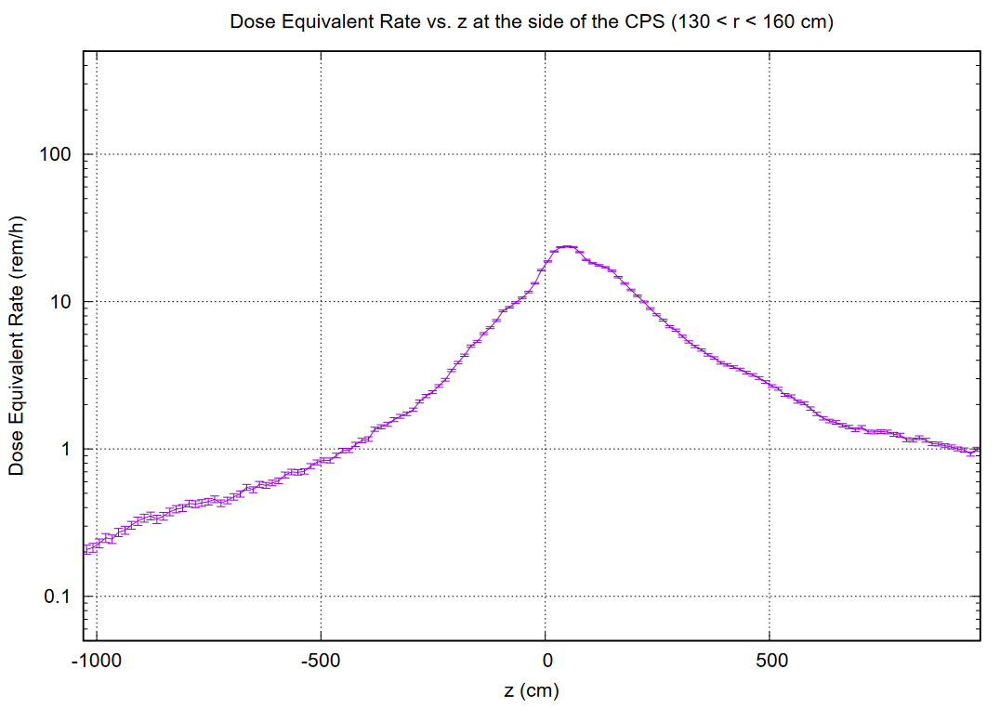 Dose Equivalent Rate vs. z at the side of the CPS (130 < r < 160 cm)
Dose Equivalent Rate (rem/h)
100
10
1
0.1
-1000 -500 0 500
z (cm)